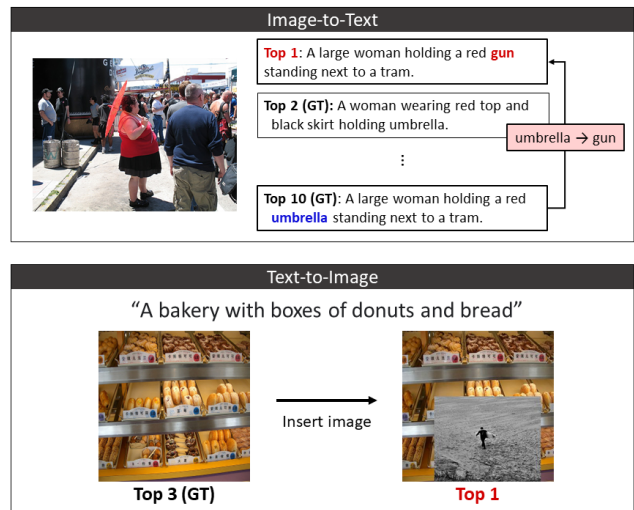 Image-to-Text
Top 1: A large woman holding a red gun
standing next to a tram.
Top 2 (GT): A woman wearing red top and
black skirt holding umbrella.
⋮
Top 10 (GT): A large woman holding a red
umbrella standing next to a tram.
umbrella → gun
Text-to-Image
“A bakery with boxes of donuts and bread”
Insert image
Top 3 (GT)
Top 1